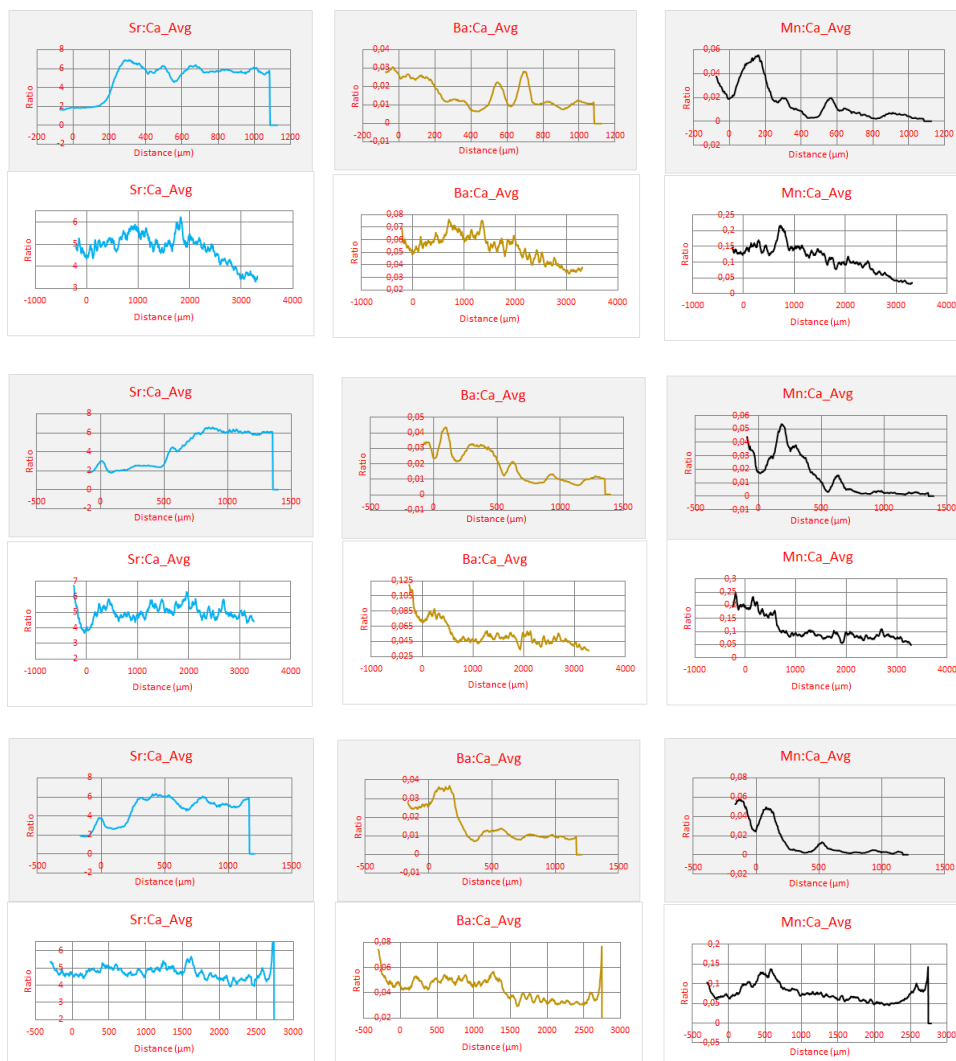 Sr:Ca_Avg
8
6
4
2
0
-2
Ratio
-200 0 200 400 600 800 1000 1200
Distance (µm)
Ba:Ca_Avg
0,04
0,03
0,02
0,01
0
-0,01
Ratio
-200 0 200 400 600 800 1000 1200
Distance (µm)
Mn:Ca_Avg
0,06
0,04
0,02
0
-0,02
Ratio
-200 0 200 400 600 800 1000 1200
Distance (µm)
Sr:Ca_Avg
6
5
4
3
Ratio
-1000 0 1000 2000 3000 4000
Distance (µm)
Ba:Ca_Avg
0,08
0,07
0,06
0,05
0,04
0,03
0,02
Ratio
-1000 0 1000 2000 3000 4000
Distance (µm)
Mn:Ca_Avg
0,25
0,2
0,15
0,1
0,05
0
Ratio
-1000 0 1000 2000 3000 4000
Distance (µm)
Sr:Ca_Avg
8
6
4
2
0
-2
Ratio
-500 0 500 1000 1500
Distance (µm)
Ba:Ca_Avg
0,05
0,04
0,03
0,02
0,01
0
-0,01
Ratio
-500 0 500 1000 1500
Distance (µm)
Mn:Ca_Avg
0,06
0,05
0,04
0,03
0,02
0,01
0
-0,01
Ratio
-500 0 500 1000 1500
Distance (µm)
Sr:Ca_Avg
7
6
5
4
3
2
Ratio
-1000 0 1000 2000 3000 4000
Distance (µm)
Ba:Ca_Avg
0,125
0,105
0,085
0,065
0,045
0,025
Ratio
-1000 0 1000 2000 3000 4000
Distance (µm)
Mn:Ca_Avg
0,3
0,25
0,2
0,15
0,1
0,05
0
Ratio
-1000 0 1000 2000 3000 4000
Distance (µm)
Sr:Ca_Avg
8
6
4
2
0
-2
Ratio
-500 0 500 1000 1500
Distance (µm)
Ba:Ca_Avg
0,04
0,03
0,02
0,01
0
-0,01
Ratio
-500 0 500 1000 1500
Distance (µm)
Mn:Ca_Avg
0,08
0,06
0,04
0,02
0
-0,02
Ratio
-500 0 500 1000 1500
Distance (µm)
Sr:Ca_Avg
6
5
4
3
2
Ratio
-500 0 500 1000 1500 2000 2500 3000
Distance (µm)
Ba:Ca_Avg
0,08
0,06
0,04
0,02
Ratio
-500 0 500 1000 1500 2000 2500 3000
Distance (µm)
Mn:Ca_Avg
0,2
0,15
0,1
0,05
0
-0,05
Ratio
-500 0 500 1000 1500 2000 2500 3000
Distance (µm)